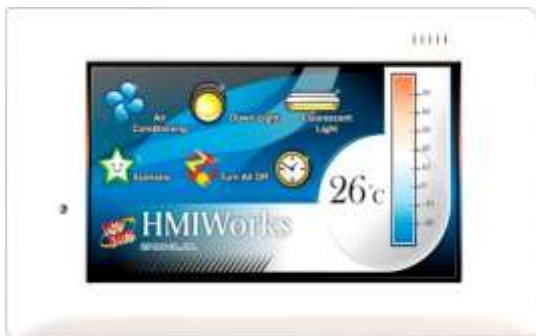 Air
Conditioning
Down Light
Fluorescent
Light
Scenario
Turn All Off
26°C
HMIWorks